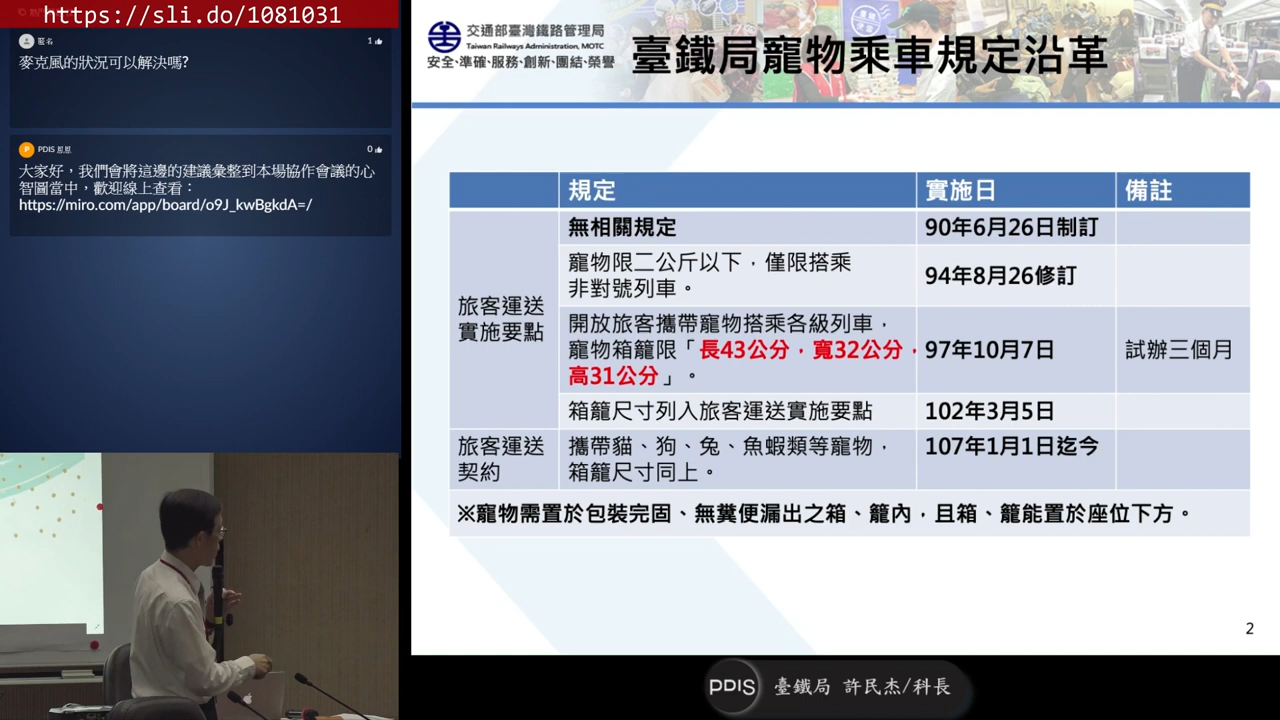 https://sli.do/1081031
匿名
1
麥克風的狀況可以解決嗎?
P
PDIS 恩恩
0
大家好，我們會將這邊的建議彙整到本場協作會議的心
智圖當中，歡迎線上查看：
https://miro.com/app/board/o9J_kwBgkdA=/
交通部臺灣鐵路管理局
Taiwan Railways Administration, MOTC
安全、準確、服務、創新、團結、榮譽
臺鐵局寵物乘車規定沿革
規定 實施日 備註
旅客運送
實施要點
無相關規定 90年6月26日制訂
寵物限二公斤以下，僅限搭乘
非對號列車。
94年8月26修訂
開放旅客攜帶寵物搭乘各級列車，
寵物箱籠限「長43公分，寬32公分，
高31公分」。
97年10月7日 試辦三個月
箱籠尺寸列入旅客運送實施要點 102年3月5日
旅客運送
契約
攜帶貓、狗、兔、魚蝦類等寵物，
箱籠尺寸同上。
107年1月1日迄今
※寵物需置於包裝完固、無糞便漏出之箱、籠內，且箱、籠能置於座位下方。
2
PDIS 臺鐵局 許民杰/科長